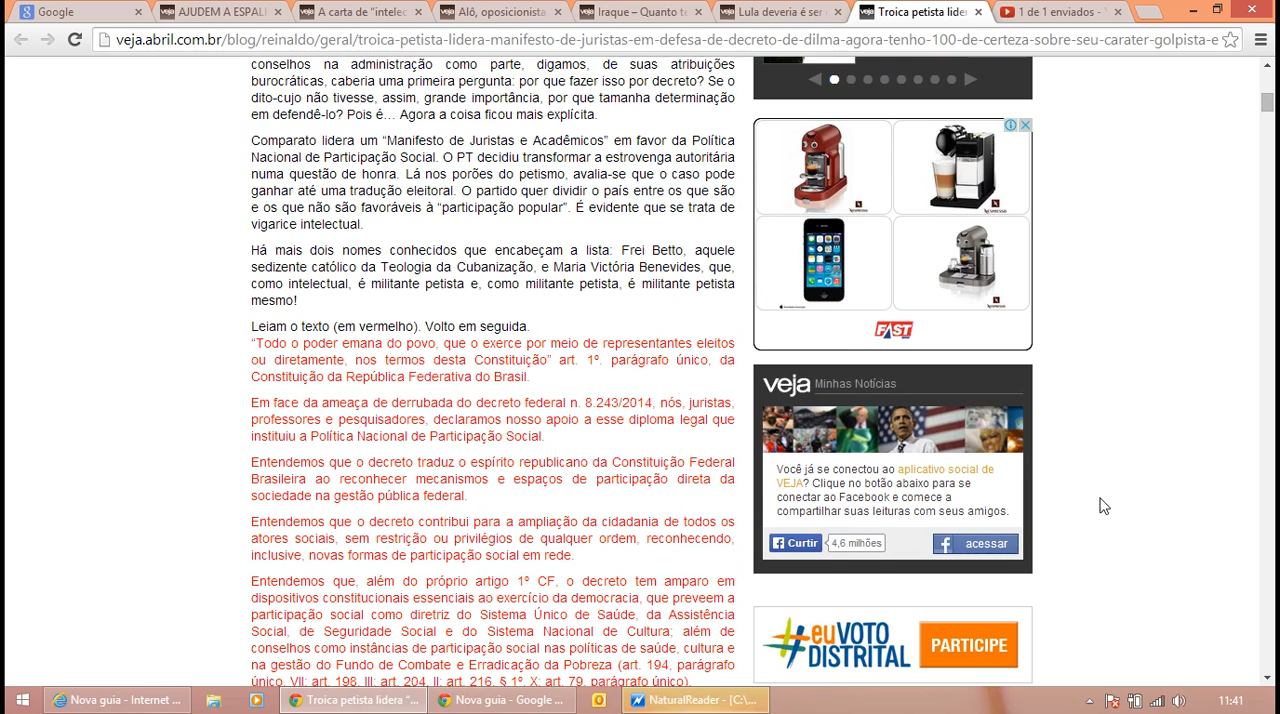 Google
AJUDEM A ESPAL
A carta de "intelec
Alô, oposicionista
Iraque – Quanto te
Lula deveria é ser
Troica petista lider
1 de 1 enviados - Y
veja.abril.com.br/blog/reinaldo/geral/troica-petista-lidera-manifesto-de-juristas-em-defesa-de-decreto-de-dilma-agora-tenho-100-de-certeza-sobre-seu-carater-golpista-e
conselhos na administração como parte, digamos, de suas atribuições
burocráticas, caberia uma primeira pergunta: por que fazer isso por decreto? Se o
dito-cujo não tivesse, assim, grande importância, por que tamanha determinação
em defendê-lo? Pois é… Agora a coisa ficou mais explícita.
Comparato lidera um “Manifesto de Juristas e Acadêmicos” em favor da Política
Nacional de Participação Social. O PT decidiu transformar a estrovenga autoritária
numa questão de honra. Lá nos porões do petismo, avalia-se que o caso pode
ganhar até uma tradução eleitoral. O partido quer dividir o país entre os que são
e os que não são favoráveis à “participação popular”. É evidente que se trata de
vigarice intelectual.
Há mais dois nomes conhecidos que encabeçam a lista: Frei Betto, aquele
sedizente católico da Teologia da Cubanização, e Maria Victória Benevides, que,
como intelectual, é militante petista e, como militante petista, é militante petista
mesmo!
Leiam o texto (em vermelho). Volto em seguida.
“Todo o poder emana do povo, que o exerce por meio de representantes eleitos
ou diretamente, nos termos desta Constituição” art. 1º. parágrafo único, da
Constituição da República Federativa do Brasil.
Em face da ameaça de derrubada do decreto federal n. 8.243/2014, nós, juristas,
professores e pesquisadores, declaramos nosso apoio a esse diploma legal que
instituiu a Política Nacional de Participação Social.
Entendemos que o decreto traduz o espírito republicano da Constituição Federal
Brasileira ao reconhecer mecanismos e espaços de participação direta da
sociedade na gestão pública federal.
Entendemos que o decreto contribui para a ampliação da cidadania de todos os
atores sociais, sem restrição ou privilégios de qualquer ordem, reconhecendo,
inclusive, novas formas de participação social em rede.
Entendemos que, além do próprio artigo 1º CF, o decreto tem amparo em
dispositivos constitucionais essenciais ao exercício da democracia, que preveem a
participação social como diretriz do Sistema Único de Saúde, da Assistência
Social, de Seguridade Social e do Sistema Nacional de Cultura; além de
conselhos como instâncias de participação social nas políticas de saúde, cultura e
na gestão do Fundo de Combate e Erradicação da Pobreza (art. 194, parágrafo
único, VII; art. 198, III; art. 204, II; art. 216, § 1º, X; art. 79, parágrafo único).
NESPRESSO
NESPRESSO
NESPRESSO
FAST
veja Minhas Notícias
Você já se conectou ao aplicativo social de
VEJA? Clique no botão abaixo para se
conectar ao Facebook e comece a
compartilhar suas leituras com seus amigos.
Curtir
4,6 milhões
acessar
#euVOTO
DISTRITAL
PARTICIPE
Nova guia - Internet ...
Troica petista lidera “...
Nova guia - Google ...
NaturalReader - [C:\...
11:41